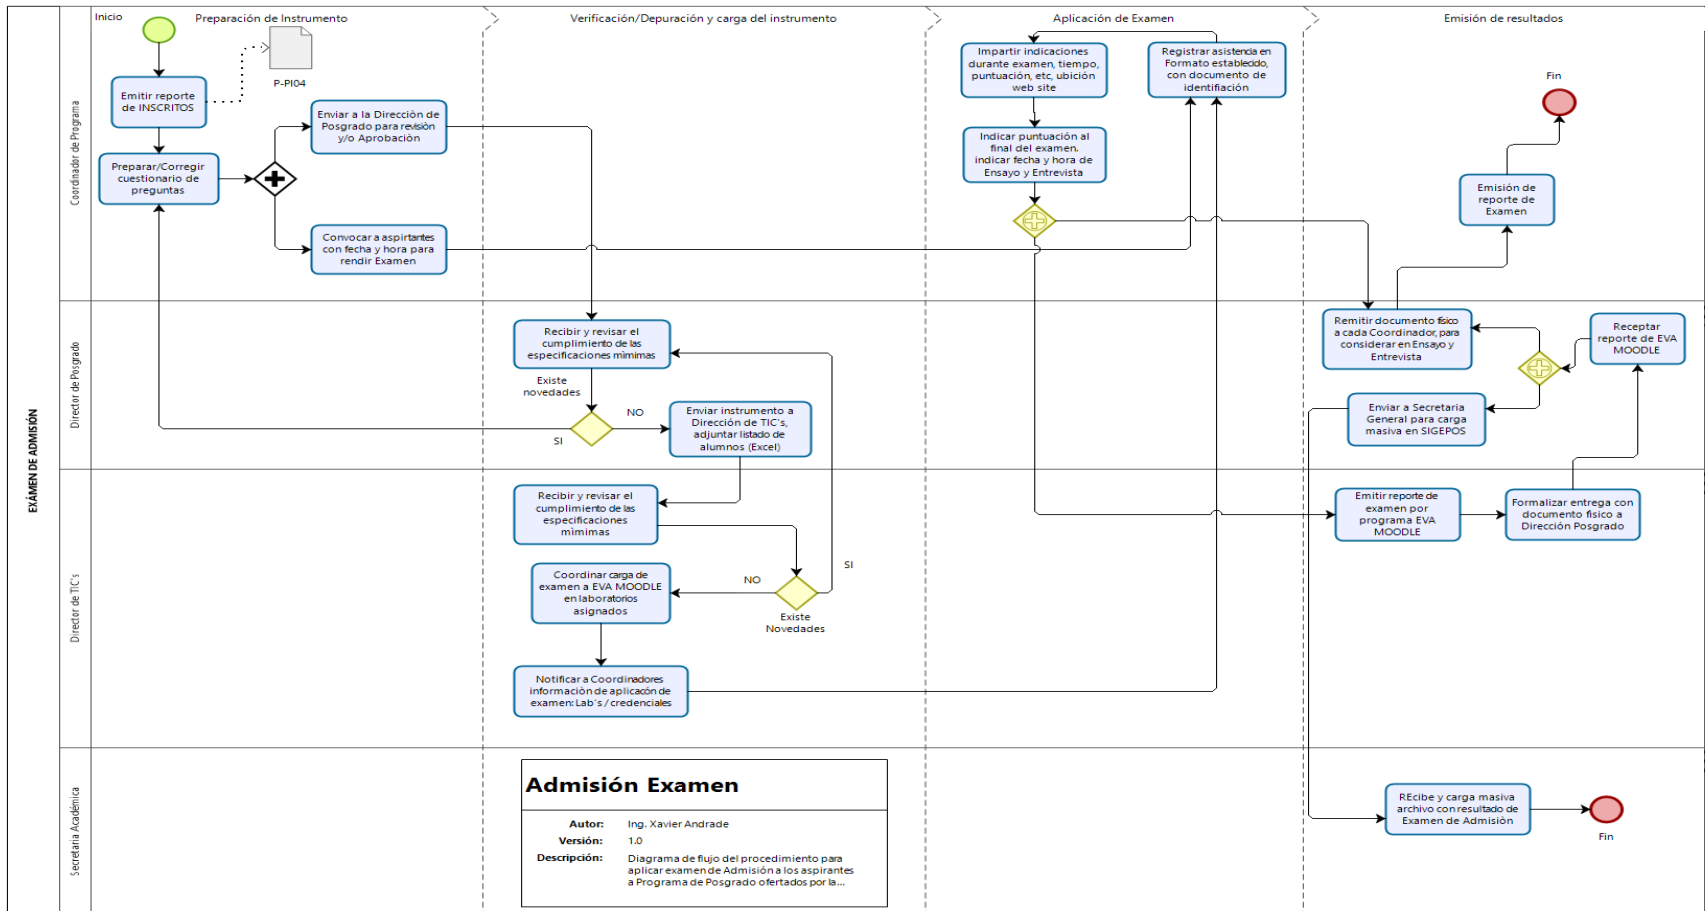 Inicio
Preparación de Instrumento
Verificación/Depuración y carga del instrumento
Aplicación de Examen
Emisión de resultados
EXÁMEN DE ADMISIÓN
Coordinador de Programa
P-PI04
Emitir reporte
de INSCRITOS
Preparar/Corregir
cuestionario de
preguntas
Enviar a la Direcciòn de
Posgrado para revisiòn
y/o Aprobaciòn
Convocar a aspirtantes
con fecha y hora para
rendir Examen
Impartir indicaciones
durante examen, tiempo,
puntuación, etc, ubición
web site
Registrar asistencia en
Formato establecido,
con documento de
identifiación
Indicar puntuación al
final del examen.
indicar fecha y hora de
Ensayo y Entrevista
Fin
Emisión de
reporte de
Examen
Director de Posgrado
Recibir y revisar el
cumplimiento de las
especificaciones mìmimas
Existe
novedades
NO
SI
Enviar instrumento a
Dirección de TIC's,
adjuntar listado de
alumnos (Excel)
Remitir documento físico
a cada Coordinador, para
considerar en Ensayo y
Entrevista
Receptar
reporte de EVA
MOODLE
Enviar a Secretaria
General para carga
masiva en SIGEPOS
Director de TIC's
Recibir y revisar el
cumplimiento de las
especificaciones
mìmimas
SI
NO
Existe
Novedades
Coordinar carga de
examen a EVA MOODLE
en laboratorios
asignados
Notificar a Coordinadores
informaciòn de aplicacón de
examen: Lab's / credenciales
Emitir reporte de
examen por
programa EVA
MOODLE
Formalizar entrega con
documento fisico a
Dirección Posgrado
Secretaria Académica
Admisión Examen
Autor: Ing. Xavier Andrade
Versión: 1.0
Descripción: Diagrama de flujo del procedimiento para
aplicar examen de Admisión a los aspirantes
a Programa de Posgrado ofertados por la...
REcibe y carga masiva
archivo con resultado de
Examen de Admisiòn
Fin